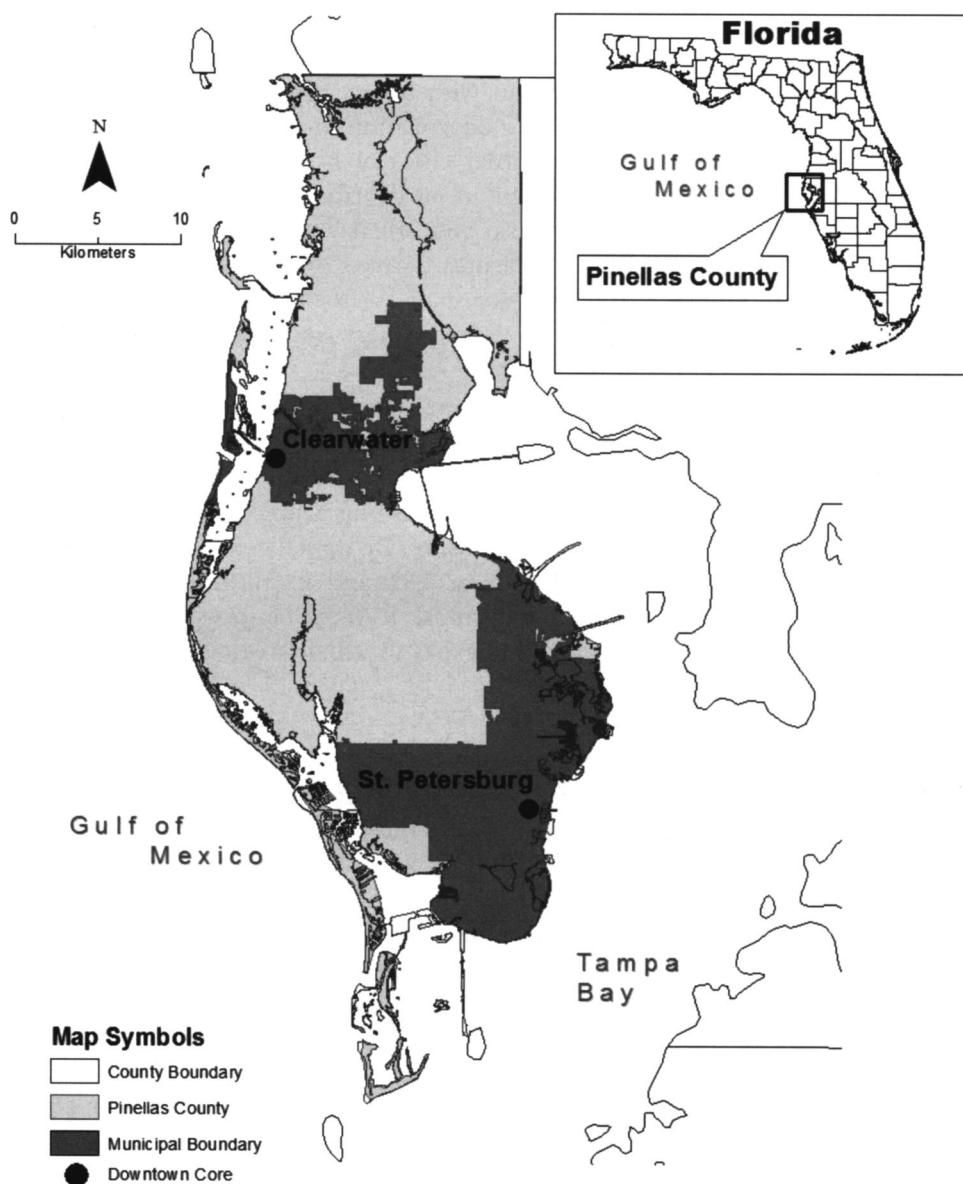 Florida
Gulf of
Mexico
Pinellas County
N
0 5 10
Kilometers
Clearwater
St. Petersburg
Gulf of
Mexico
Tampa
Bay
Map Symbols
County Boundary
Pinellas County
Municipal Boundary
Downtown Core